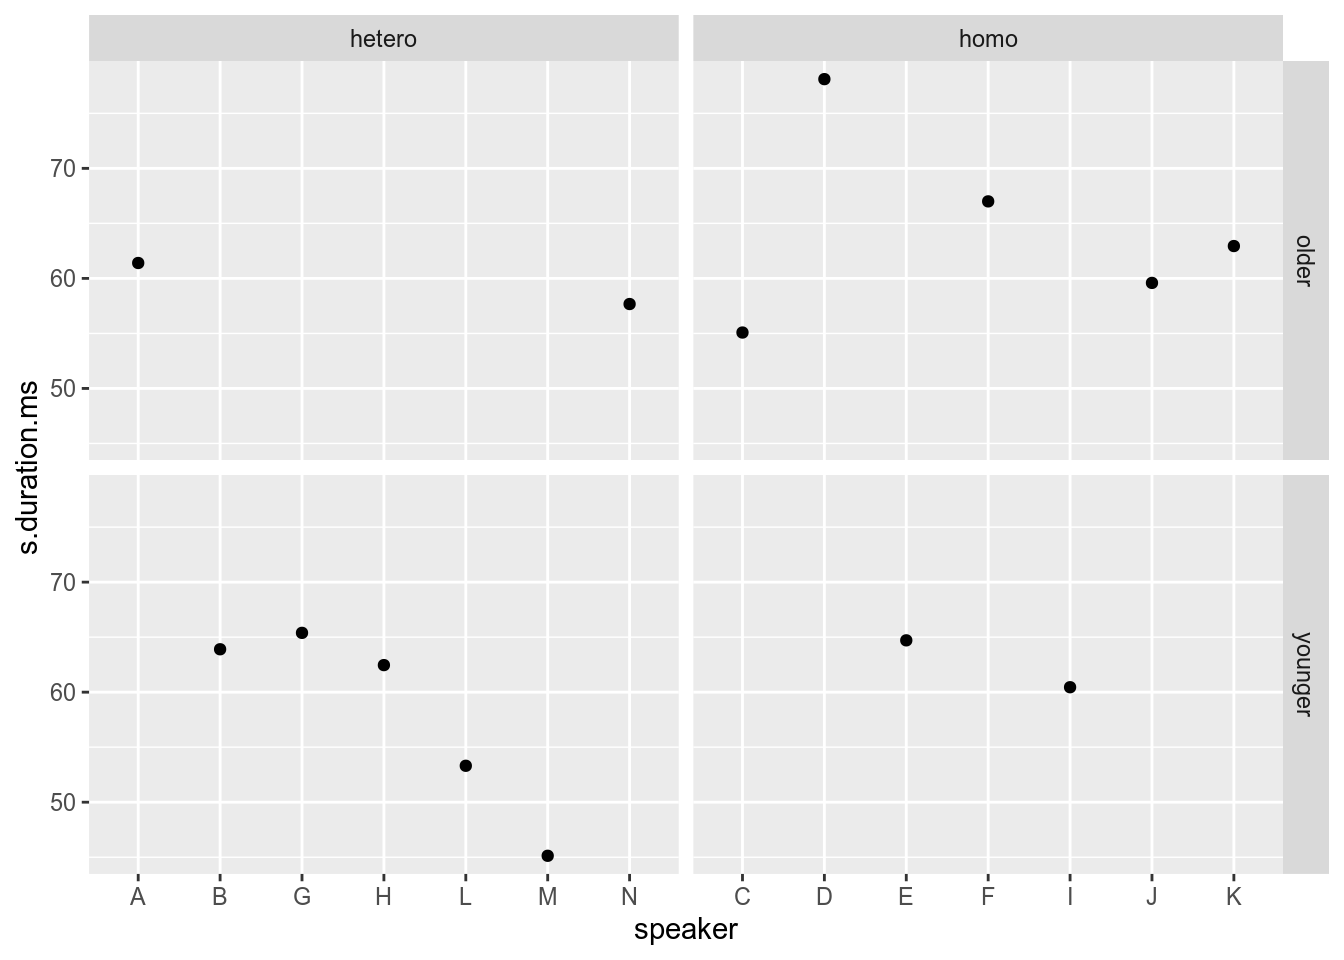 hetero
homo
70
60
50
older
s.duration.ms
70
60
50
younger
A B G H L M N
C D E F I J K
speaker